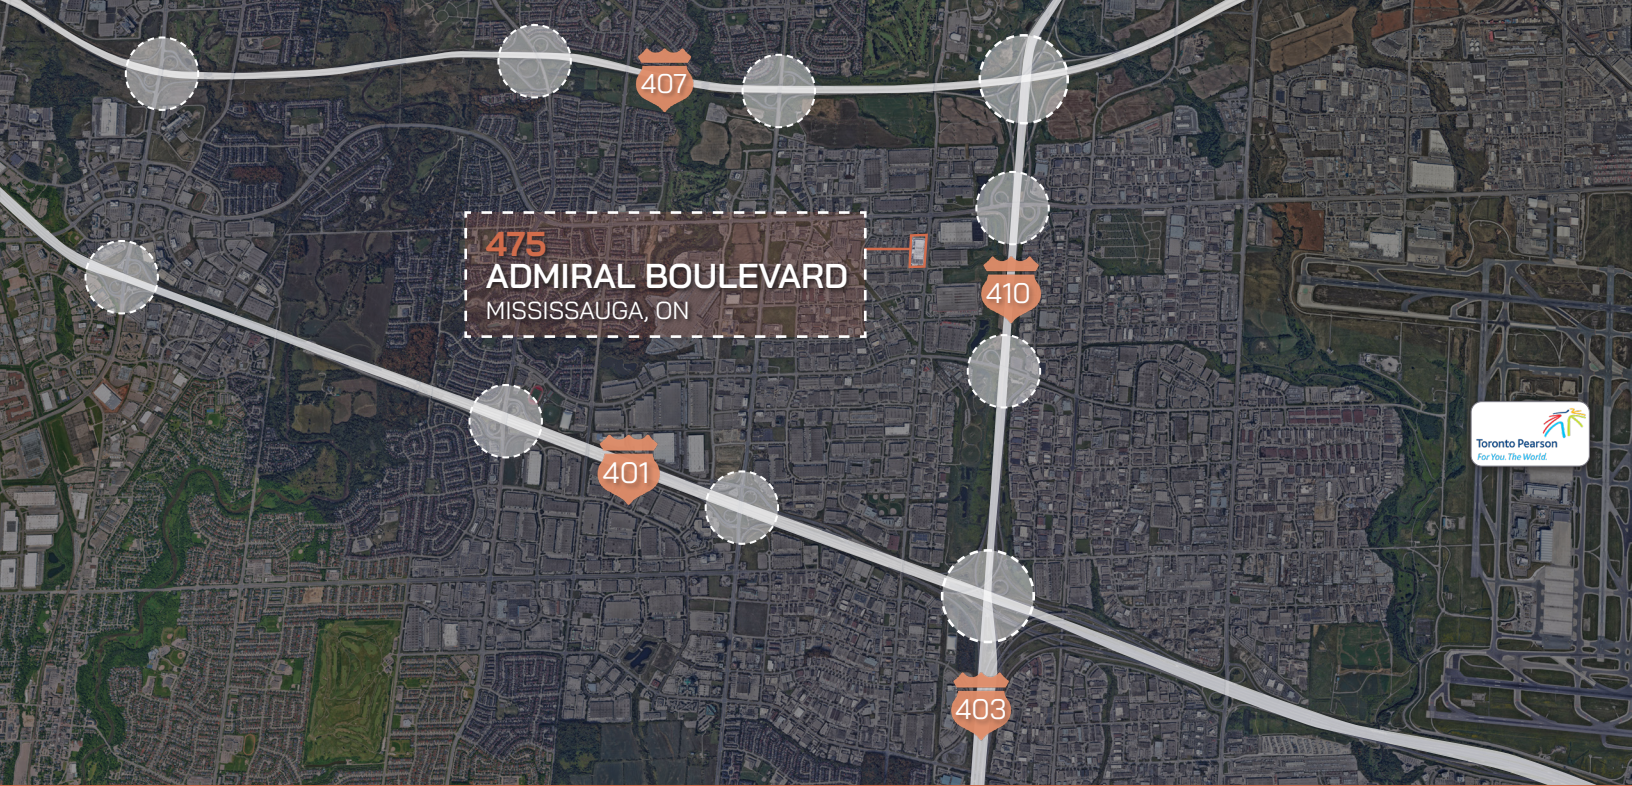 407
475
ADMIRAL BOULEVARD
MISSISSAUGA, ON
410
Toronto Pearson
For You. The World.
401
403